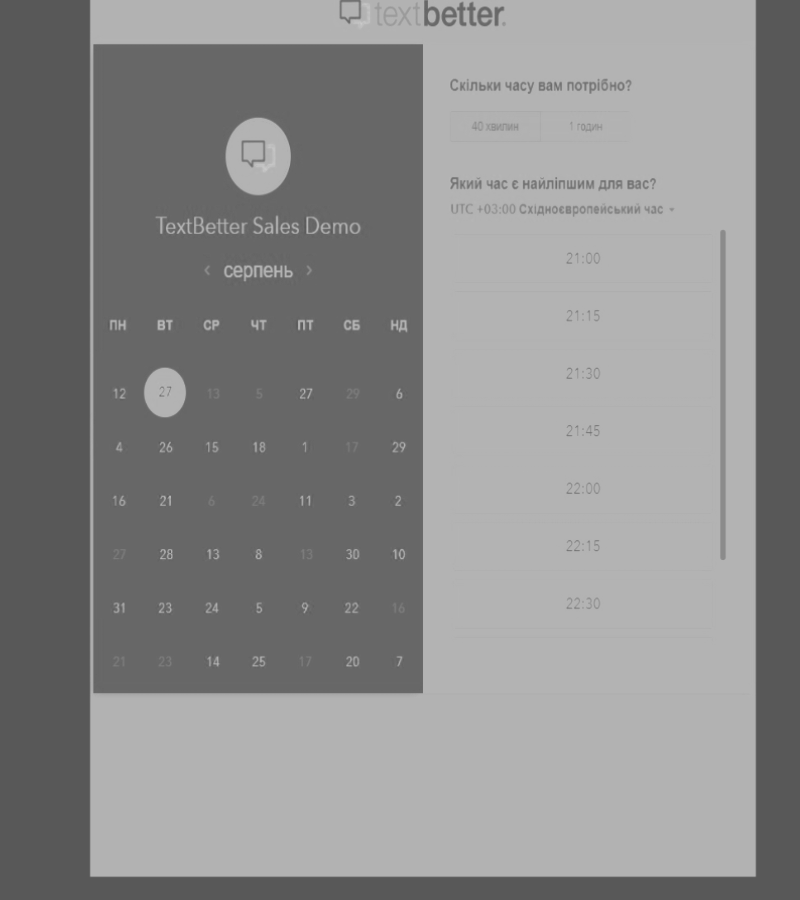 textbetter.
TextBetter Sales Demo
‹ серпень ›
ПН ВТ СР ЧТ ПТ СБ НД
12 27 13 5 27 29 6
4 26 15 18 1 17 29
16 21 6 24 11 3 2
27 28 13 8 13 30 10
31 23 24 5 9 22 16
21 23 14 25 17 20 7
Скільки часу вам потрібно?
40 хвилин 1 годин
Який час є найліпшим для вас?
UTC +03:00 Східноєвропейський час
21:00
21:15
21:30
21:45
22:00
22:15
22:30